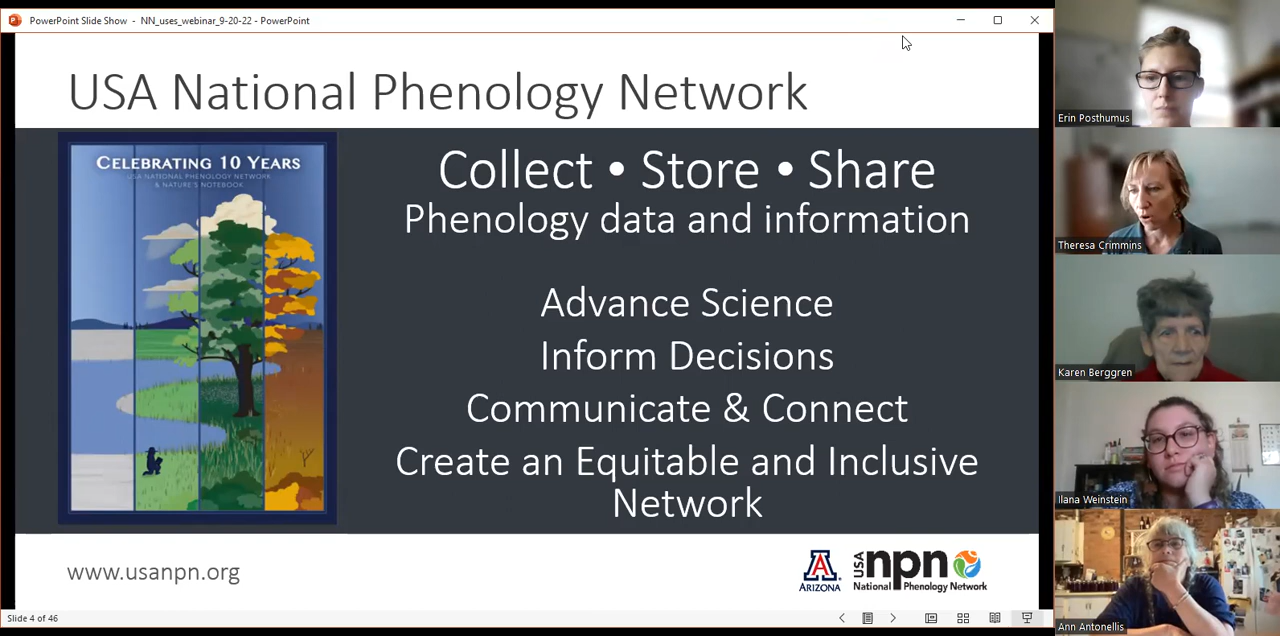 PowerPoint Slide Show - NN_uses_webinar_9-20-22 - PowerPoint
USA National Phenology Network
CELEBRATING 10 YEARS
USA NATIONAL PHENOLOGY NETWORK
& NATURE'S NOTEBOOK
Collect • Store • Share
Phenology data and information
Advance Science
Inform Decisions
Communicate & Connect
Create an Equitable and Inclusive
Network
www.usanpn.org
A
ARIZONA
USA
npn
National Phenology Network
Slide 4 of 46
Erin Posthumus
Theresa Crimmins
Karen Berggren
Ilana Weinstein
Ann Antonellis